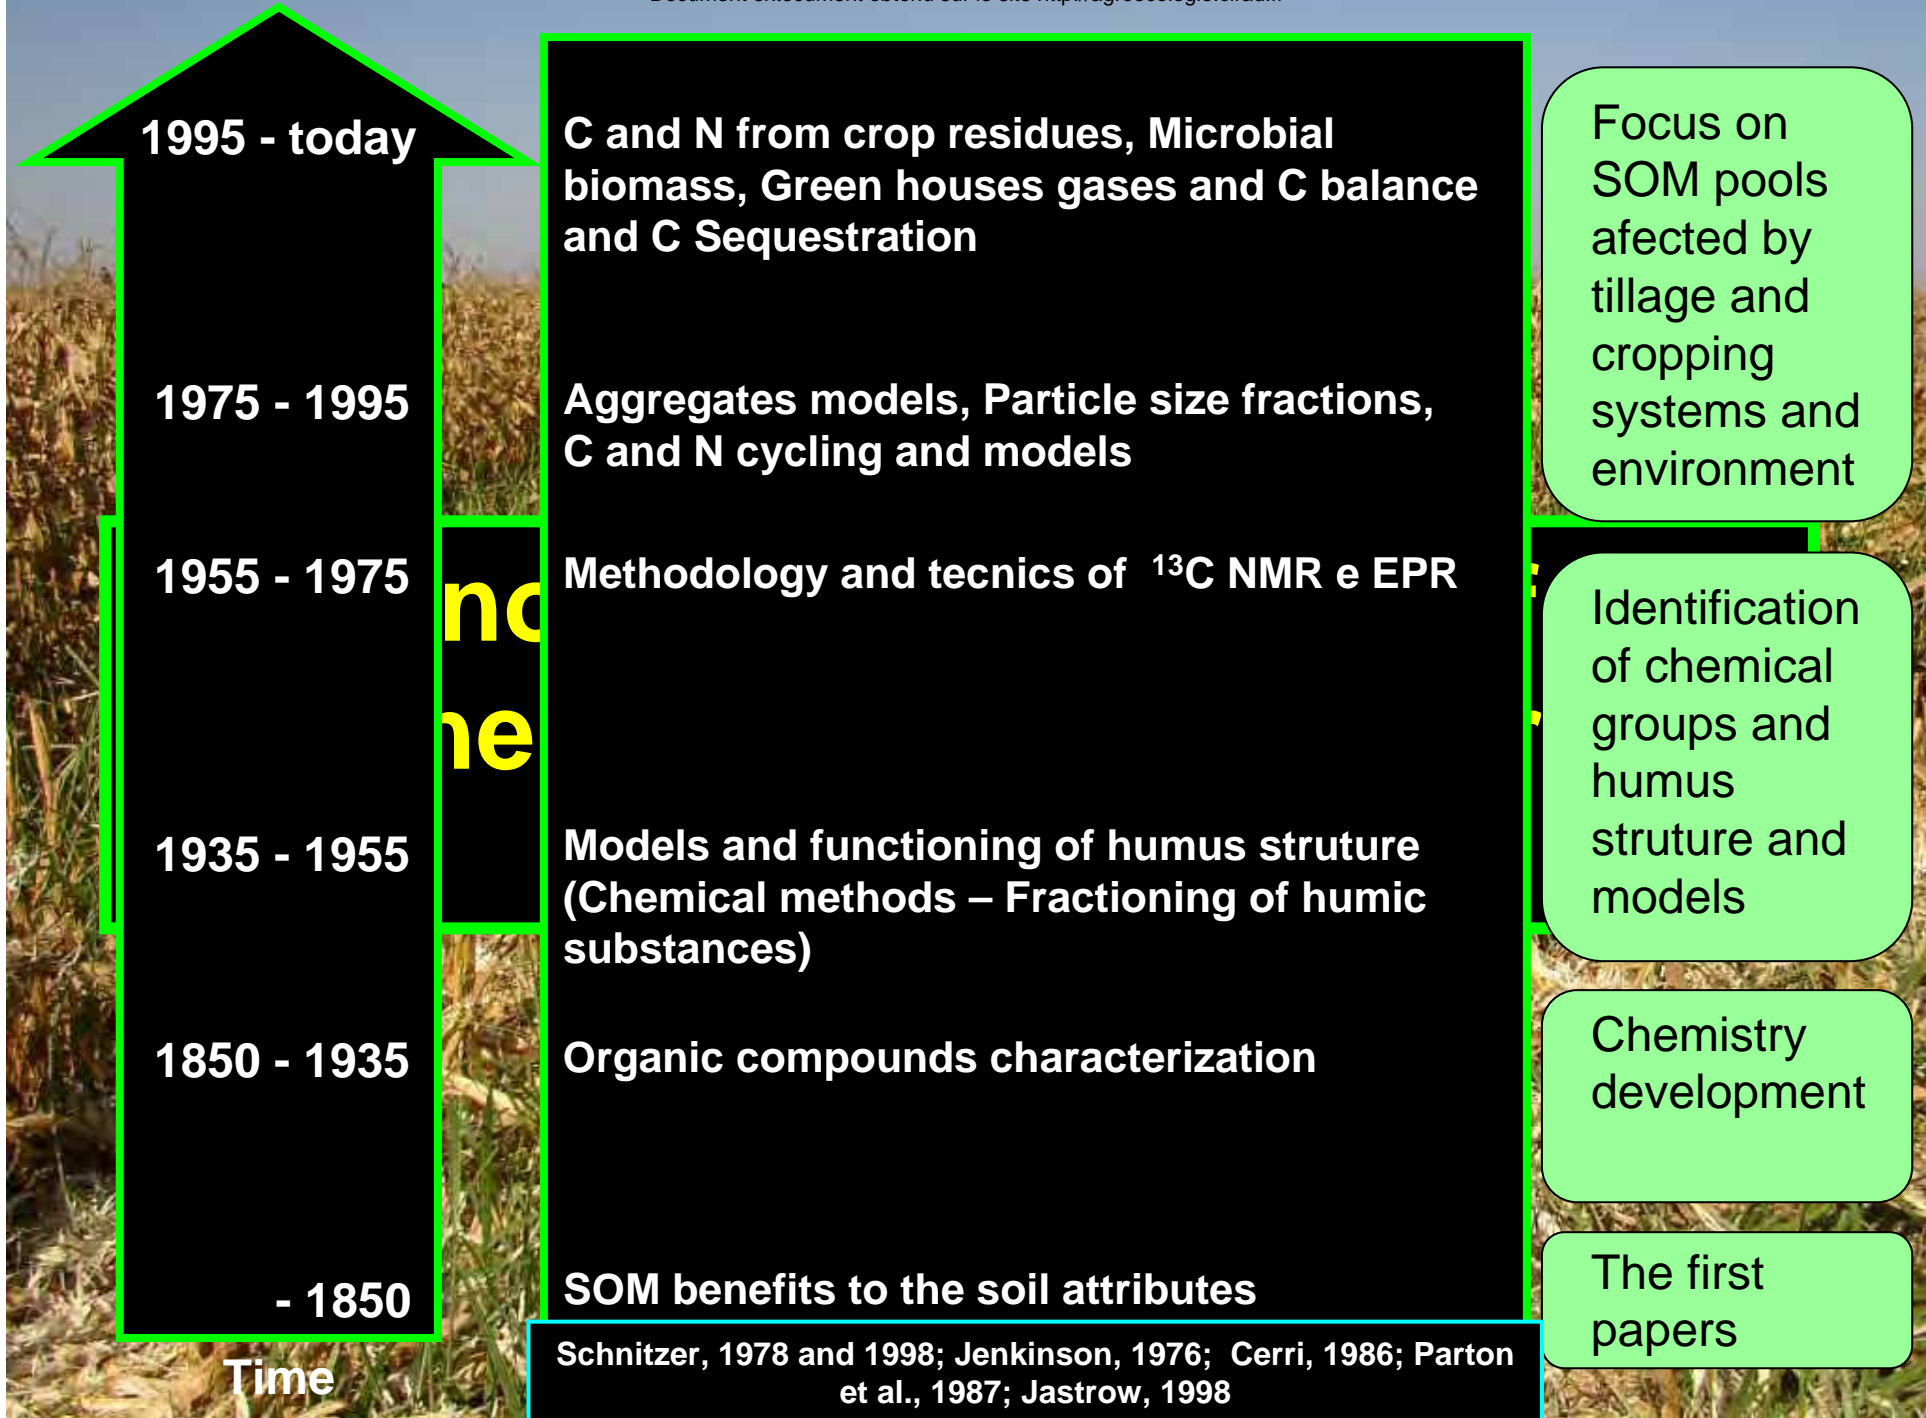 1995 - today
C and N from crop residues, Microbial
biomass, Green houses gases and C balance
and C Sequestration
Focus on
SOM pools
afected by
tillage and
cropping
systems and
environment
1975 - 1995
Aggregates models, Particle size fractions,
C and N cycling and models
1955 - 1975
Methodology and tecnics of ¹³C NMR e EPR
Identification
of chemical
groups and
humus
struture and
models
1935 - 1955
Models and functioning of humus struture
(Chemical methods – Fractioning of humic
substances)
1850 - 1935
Organic compounds characterization
Chemistry
development
- 1850
SOM benefits to the soil attributes
The first
papers
Time
Schnitzer, 1978 and 1998; Jenkinson, 1976; Cerri, 1986; Parton
et al., 1987; Jastrow, 1998